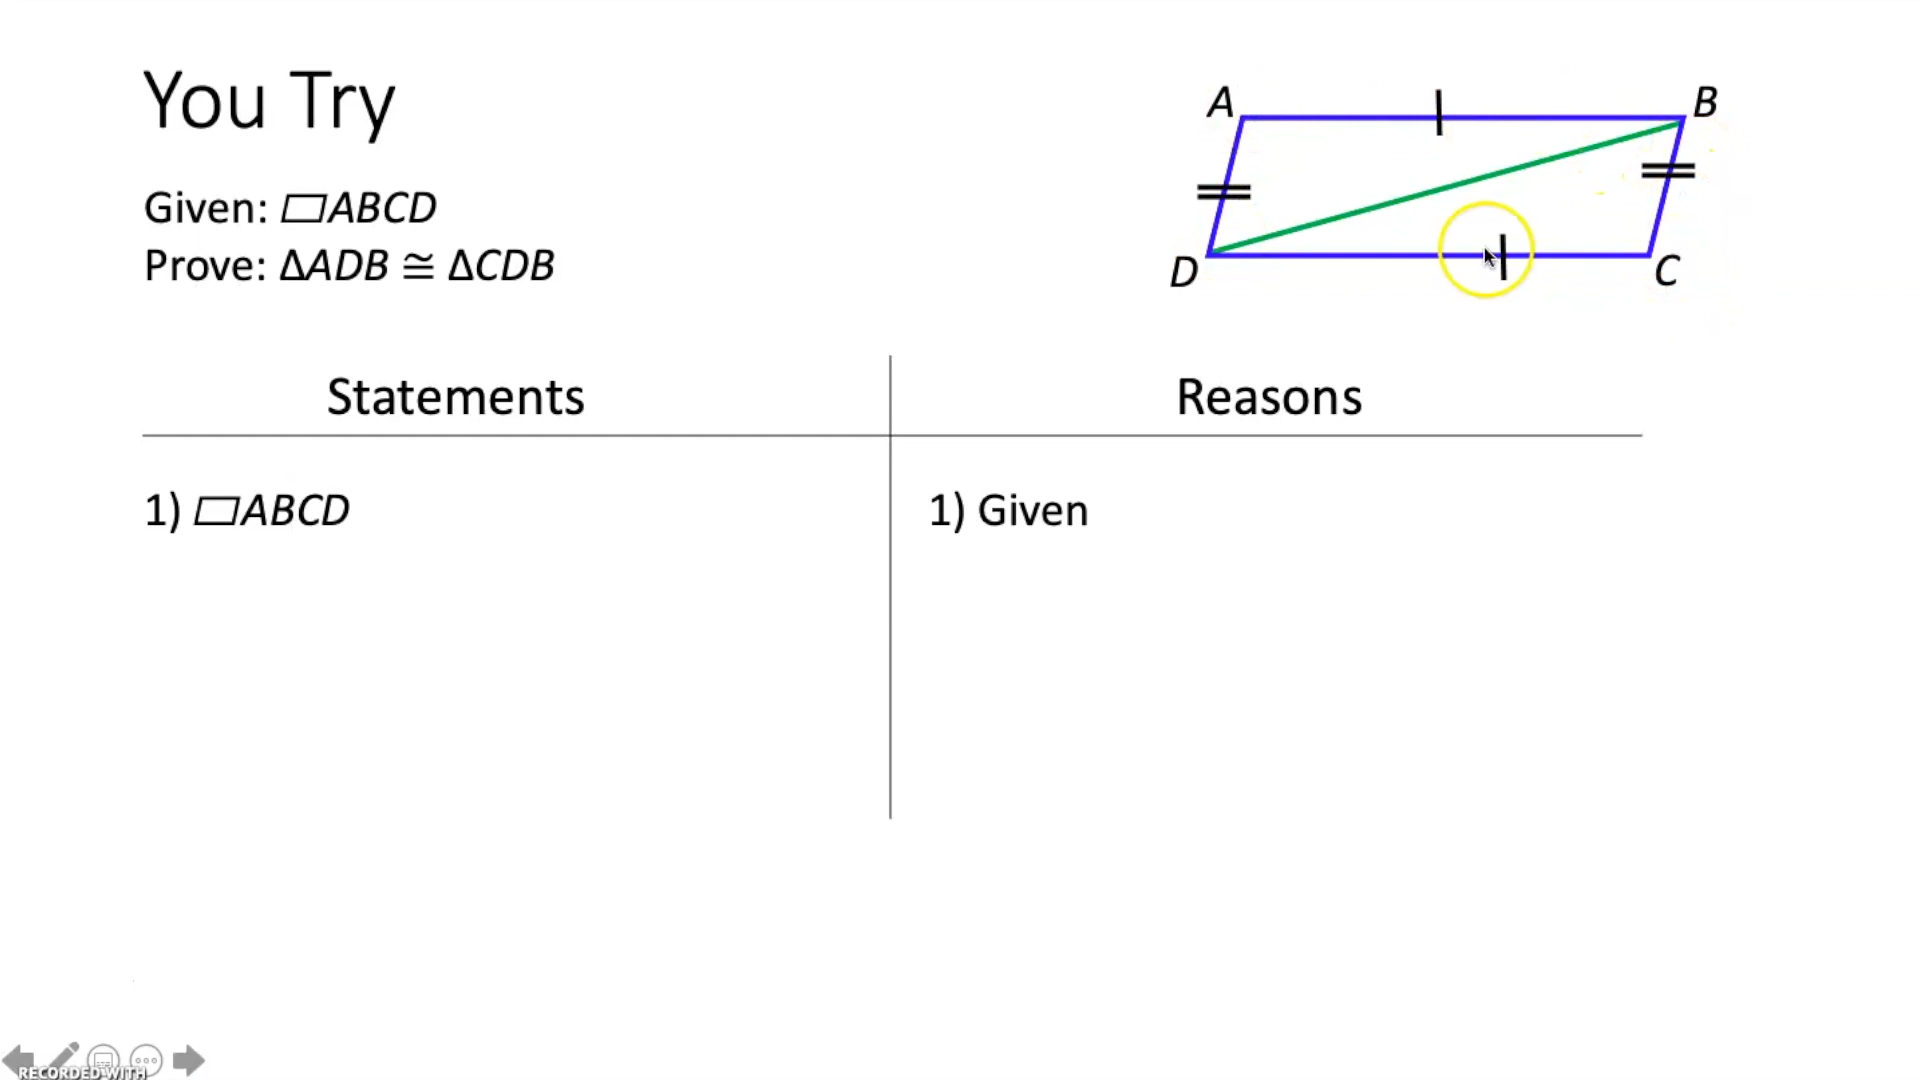 You Try
Given: ▱ABCD
Prove: ΔADB ≅ ΔCDB
A
B
D
C
Statements
Reasons
1) ▱ABCD
1) Given
RECORDED WITH